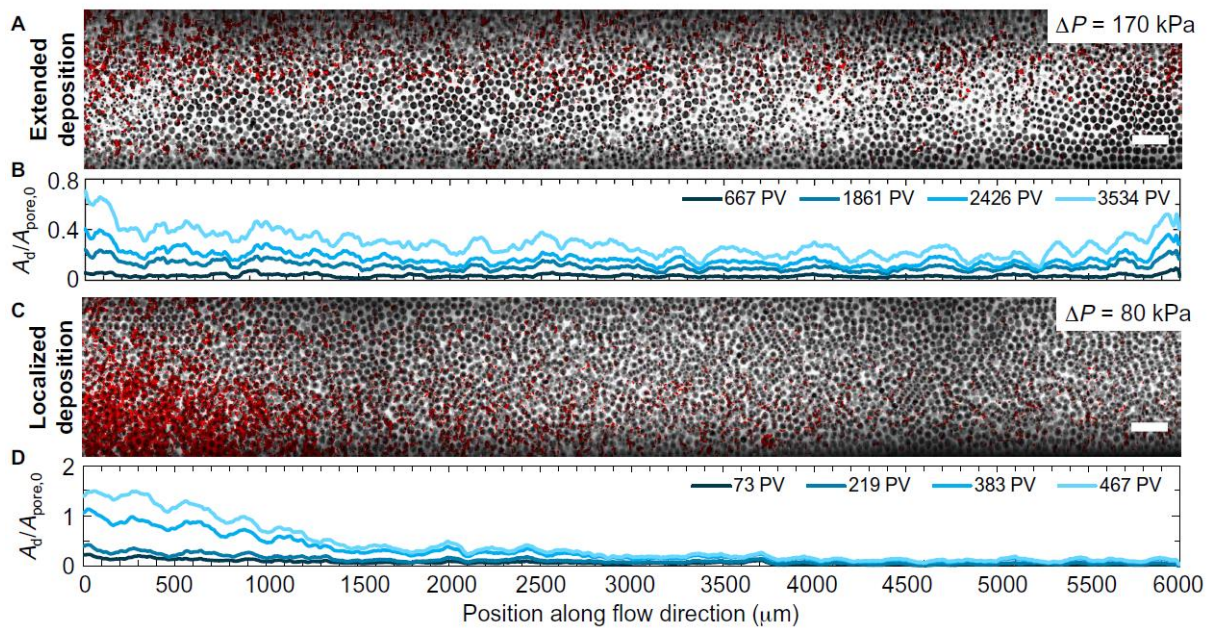 A
Extended deposition
ΔP = 170 kPa
B
A_d/A_pore,0
0.8
0.4
0
667 PV 1861 PV 2426 PV 3534 PV
C
Localized deposition
ΔP = 80 kPa
D
A_d/A_pore,0
2
1
0
73 PV 219 PV 383 PV 467 PV
0 500 1000 1500 2000 2500 3000 3500 4000 4500 5000 5500 6000
Position along flow direction (μm)